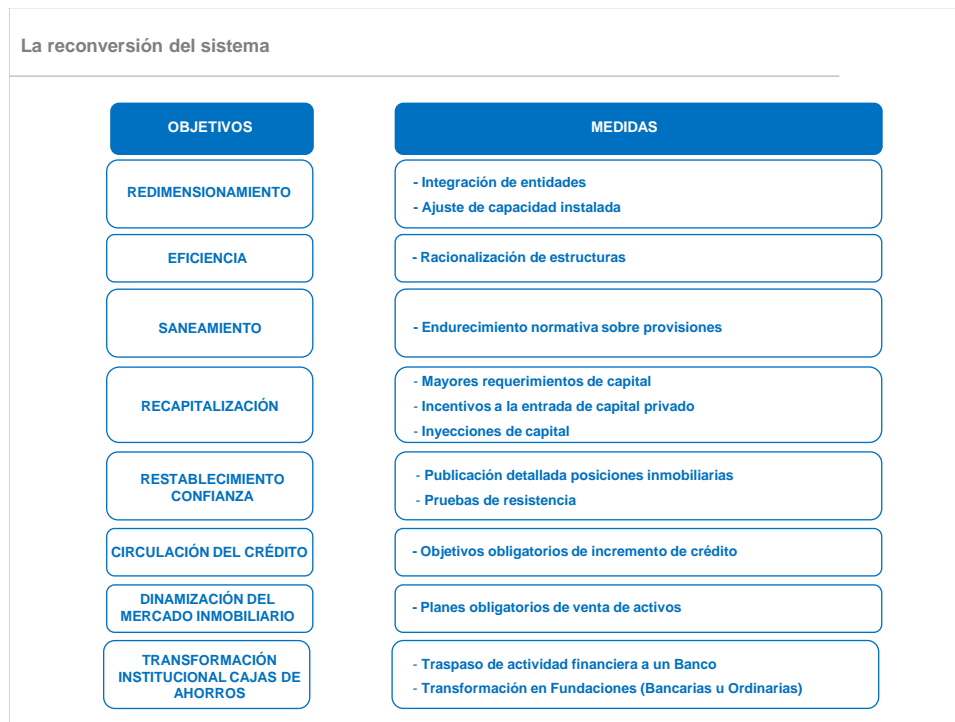 La reconversión del sistema
OBJETIVOS
MEDIDAS
REDIMENSIONAMIENTO
- Integración de entidades
- Ajuste de capacidad instalada
EFICIENCIA
- Racionalización de estructuras
SANEAMIENTO
- Endurecimiento normativa sobre provisiones
RECAPITALIZACIÓN
- Mayores requerimientos de capital
- Incentivos a la entrada de capital privado
- Inyecciones de capital
RESTABLECIMIENTO
CONFIANZA
- Publicación detallada posiciones inmobiliarias
- Pruebas de resistencia
CIRCULACIÓN DEL CRÉDITO
- Objetivos obligatorios de incremento de crédito
DINAMIZACIÓN DEL
MERCADO INMOBILIARIO
- Planes obligatorios de venta de activos
TRANSFORMACIÓN
INSTITUCIONAL CAJAS DE
AHORROS
- Traspaso de actividad financiera a un Banco
- Transformación en Fundaciones (Bancarias u Ordinarias)